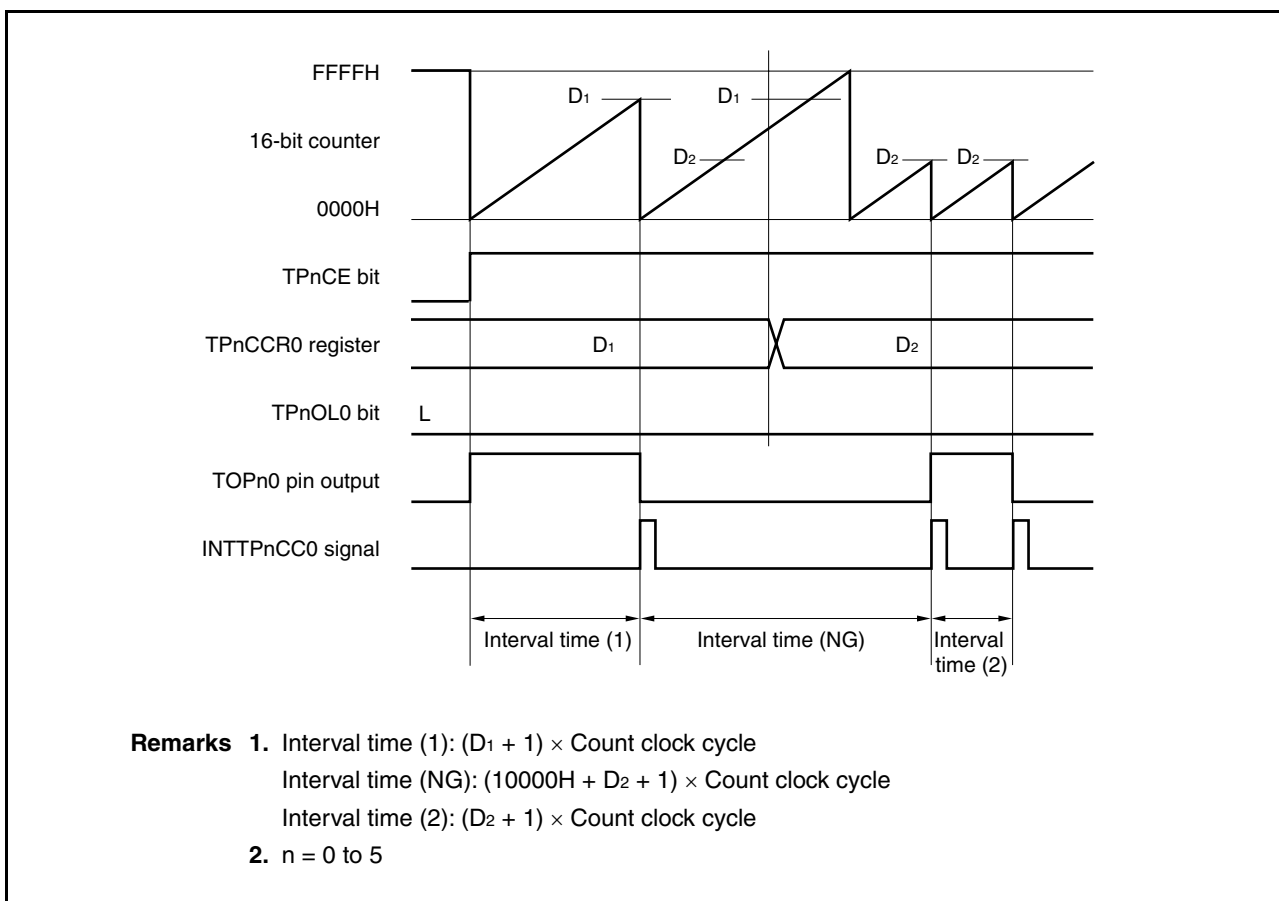 FFFFH
D1
D1
16-bit counter
D2
D2
D2
0000H
TPnCE bit
TPnCCR0 register
D1
D2
TPnOL0 bit
L
TOPn0 pin output
INTTPnCC0 signal
Interval time (1)
Interval time (NG)
Interval
time (2)
Remarks 1. Interval time (1): (D1 + 1) × Count clock cycle
Interval time (NG): (10000H + D2 + 1) × Count clock cycle
Interval time (2): (D2 + 1) × Count clock cycle
2. n = 0 to 5